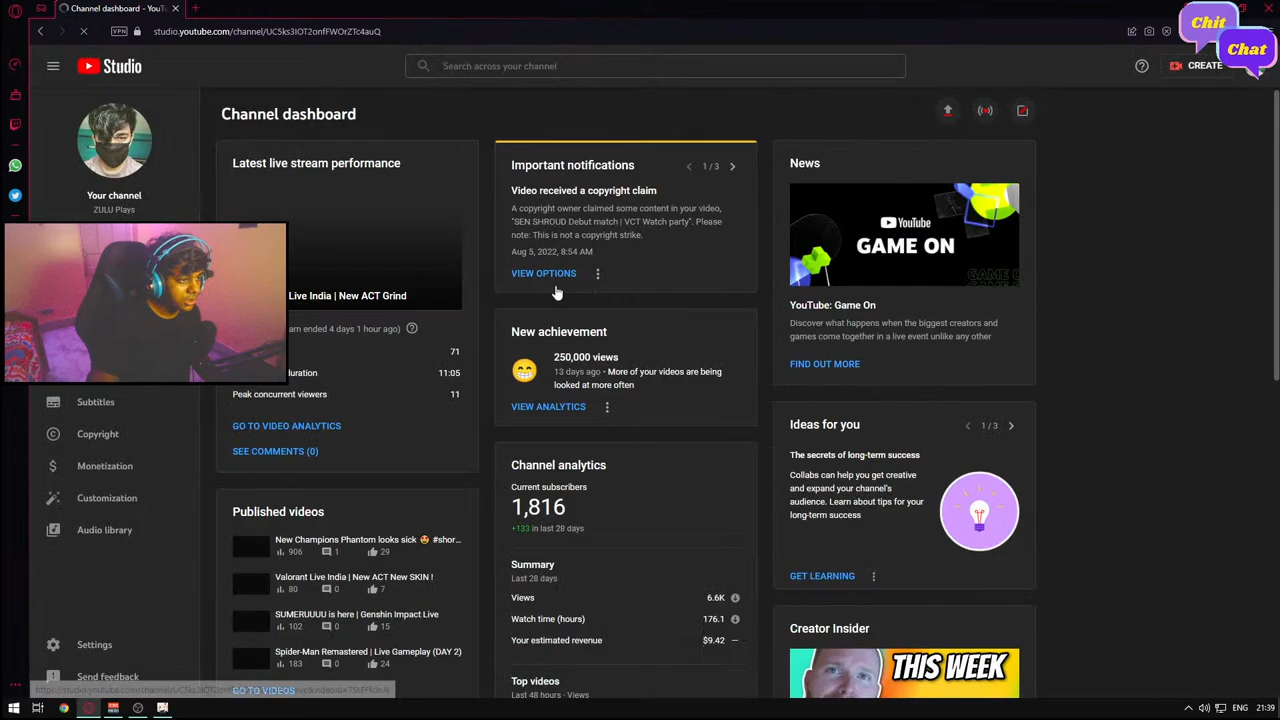 Channel dashboard - YouT
studio.youtube.com/channel/UC5ks3IOT2onfFWOrZTc4auQ
VPN
Chit
Chat
Studio
Search across your channel
CREATE
Your channel
ZULU Plays
Subtitles
Copyright
Monetization
Customization
Audio library
Settings
Send feedback
Channel dashboard
Latest live stream performance
Live India | New ACT Grind
am ended 4 days 1 hour ago)
71
uration 11:05
Peak concurrent viewers 11
GO TO VIDEO ANALYTICS
SEE COMMENTS (0)
Published videos
New Champions Phantom looks sick 🤩 #shor...
906 1 29
Valorant Live India | New ACT New SKIN !
80 0 7
SUMERUUUU is here | Genshin Impact Live
102 0 15
Spider-Man Remastered | Live Gameplay (DAY 2)
183 0 24
GO TO VIDEOS
Important notifications
1 / 3
Video received a copyright claim
A copyright owner claimed some content in your video,
"SEN SHROUD Debut match | VCT Watch party". Please
note: This is not a copyright strike.
Aug 5, 2022, 8:54 AM
VIEW OPTIONS
New achievement
250,000 views
13 days ago • More of your videos are being
looked at more often
VIEW ANALYTICS
Channel analytics
Current subscribers
1,816
+133 in last 28 days
Summary
Last 28 days
Views 6.6K
Watch time (hours) 176.1
Your estimated revenue $9.42 —
Top videos
Last 48 hours · Views
News
YouTube
GAME ON
YouTube: Game On
Discover what happens when the biggest creators and
games come together in a live event unlike any other
FIND OUT MORE
Ideas for you
1 / 3
The secrets of long-term success
Collabs can help you get creative
and expand your channel's
audience. Learn about tips for your
long-term success
GET LEARNING
Creator Insider
THIS WEEK
ENG 21:39